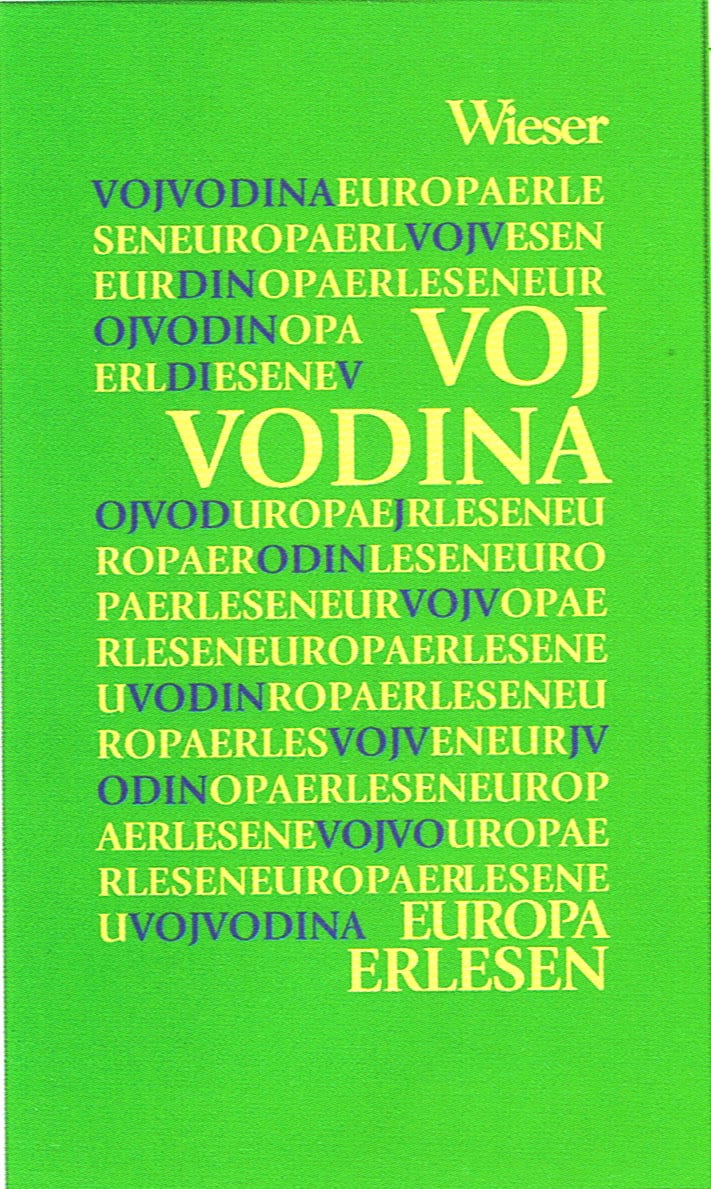 Wieser
VOJVODINAEUROPAERLE
SENEUROPAERLVOJVESEN
EURDINOPAERLESENEUR
OJVODINOPA
ERLDIESENEV
VOJ
VODINA
OJVODUROPAEJRLESENEU
ROPAERODINLESENEURO
PAERLESENEURVOJVOPAE
RLESENEUROPAERLESENE
UVODINROPAERLESENEU
ROPAERLESVOJVENEURJV
ODINOPAERLESENEUROP
AERLESENEVOJVOUROPAE
RLESENEUROPAERLESENE
UVOJVODINA
EUROPA
ERLESEN